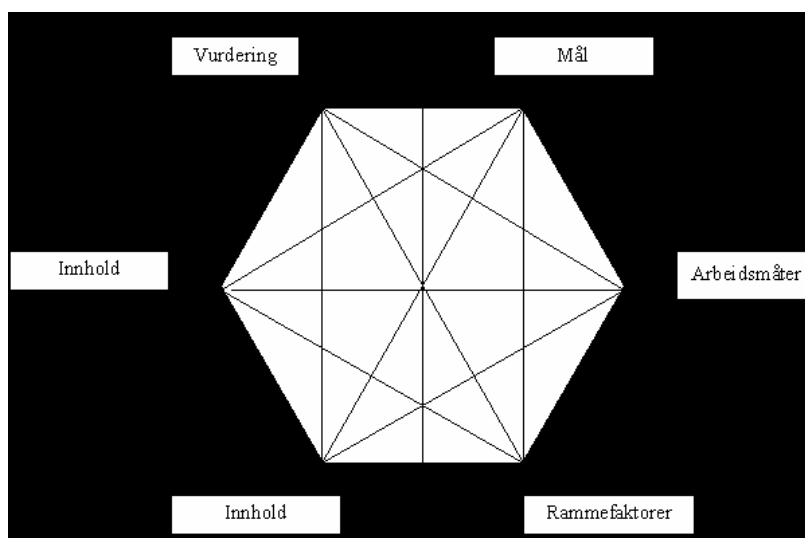 Vurdering
Mål
Innhold
Arbeidsmåter
Innhold
Rammefaktorer